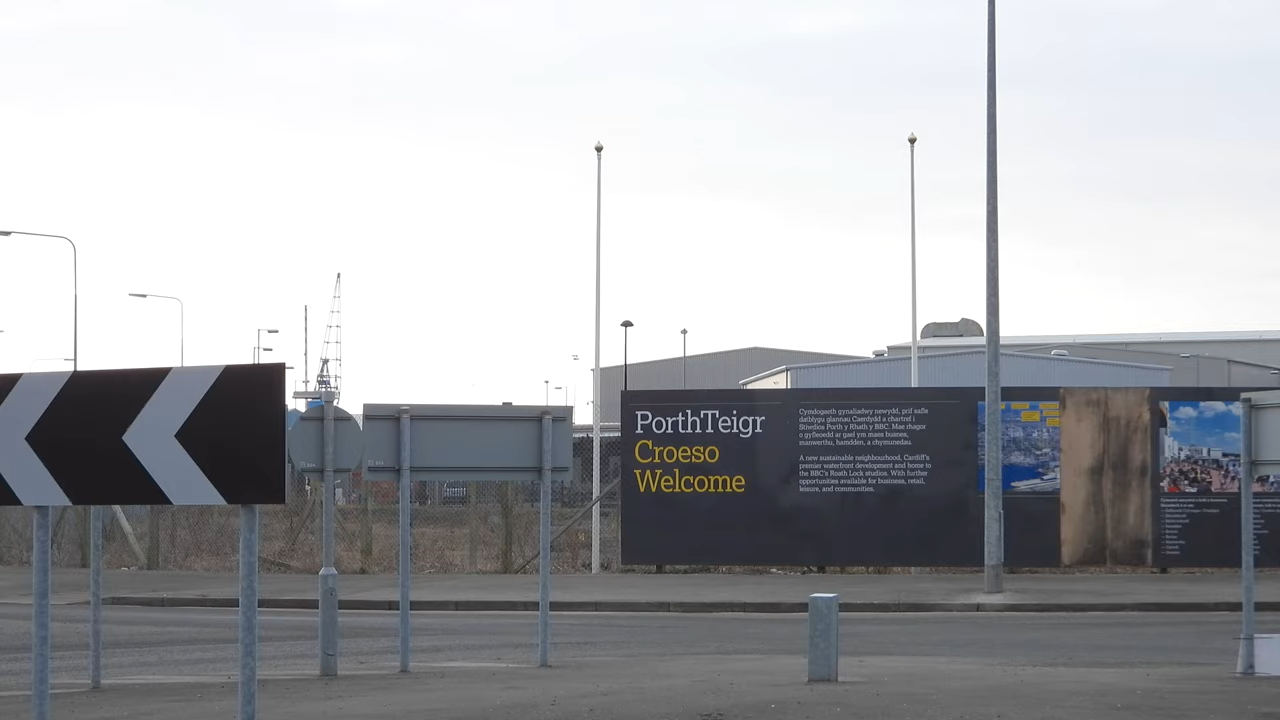 PorthTeigr
Croeso
Welcome
Cymdogaeth gynaliadwy newydd, prif safle
datblygu glannau Caerdydd a chartref i
Stiwdios Porth y Rhath y BBC. Mae rhagor
o gyfleoedd ar gael ym maes busnes,
manwerthu, hamdden, a chymunedau.
A new sustainable neighbourhood, Cardiff's
premier waterfront development and home to
the BBC's Roath Lock studios. With further
opportunities available for business, retail,
leisure, and communities.